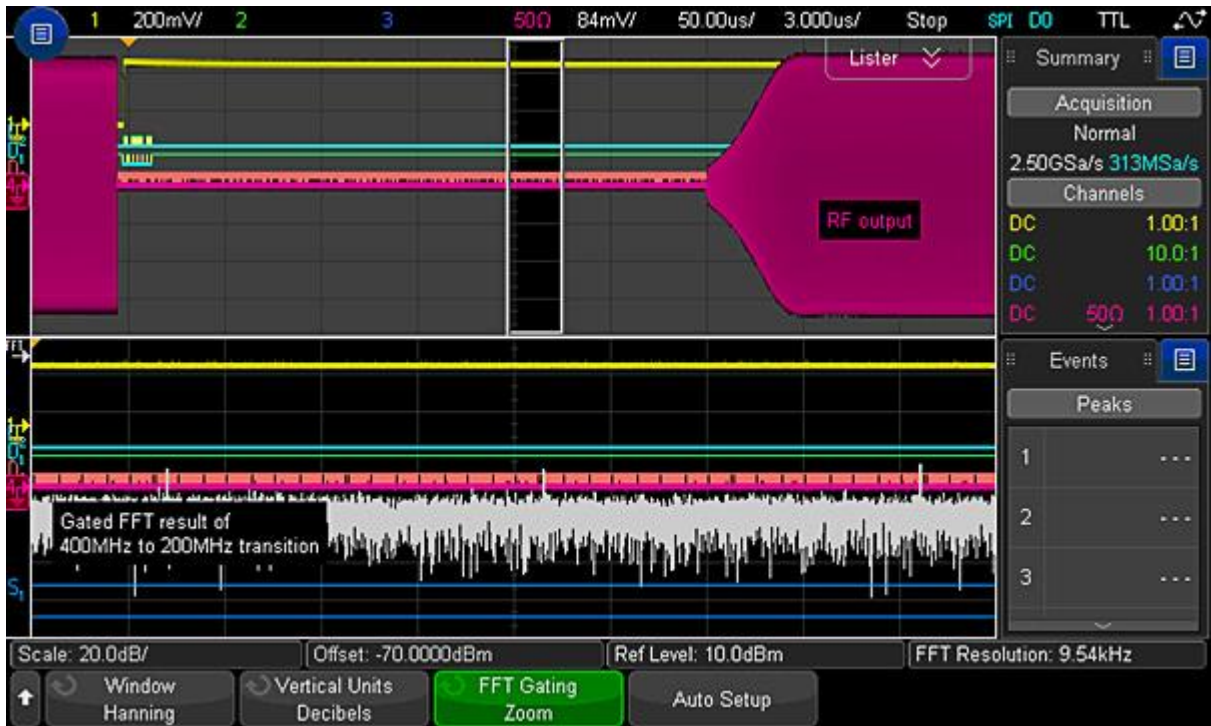 1 200mV/ 2 3 50Ω 84mV/ 50.00us/ 3.000us/ Stop SPI D0 TTL
Lister
Summary
Acquisition
Normal
2.50GSa/s 313MSa/s
Channels
DC 1.00:1
DC 10.0:1
DC 1.00:1
DC 50Ω 1.00:1
RF output
Events
Peaks
1 ---
2 ---
3 ---
Gated FFT result of
400MHz to 200MHz transition
S1
Scale: 20.0dB/ Offset: -70.0000dBm Ref Level: 10.0dBm FFT Resolution: 9.54kHz
Window
Hanning
Vertical Units
Decibels
FFT Gating
Zoom
Auto Setup